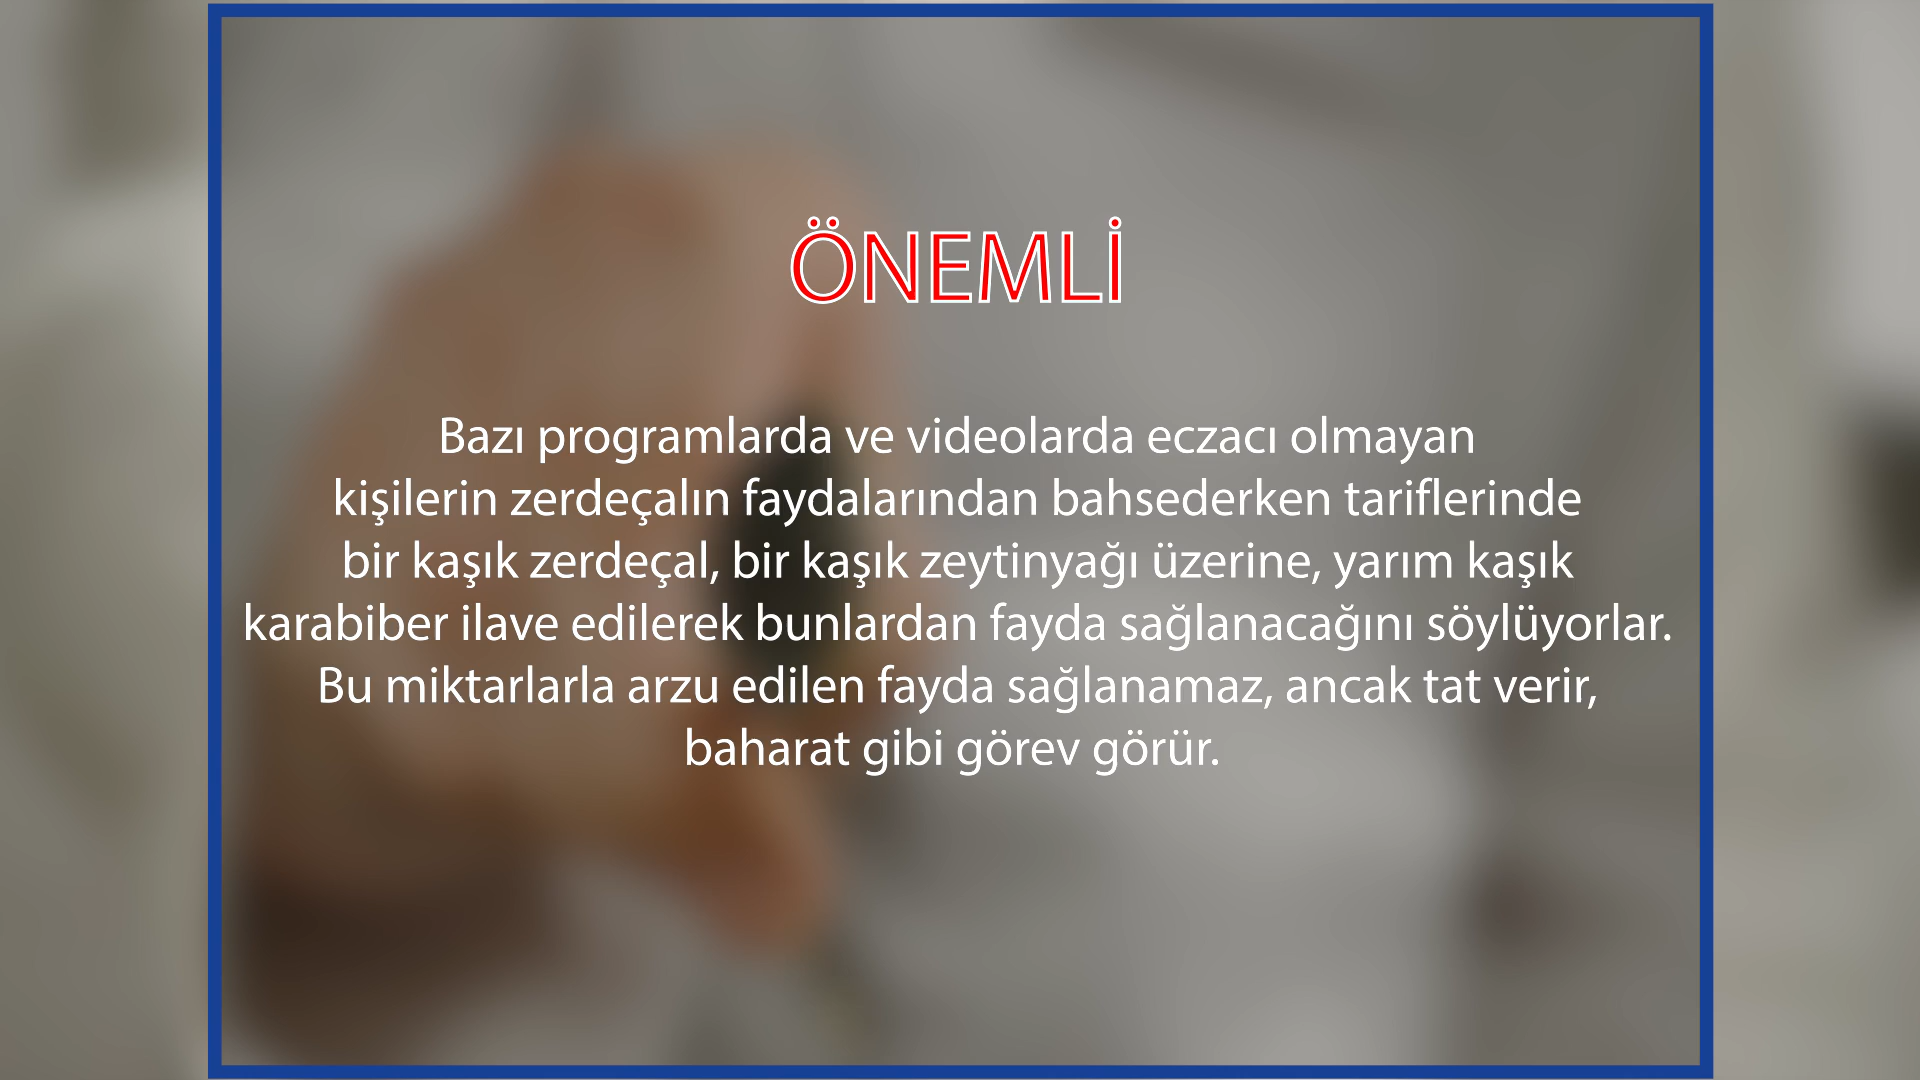 ÖNEMLİ
Bazı programlarda ve videolarda eczacı olmayan
kişilerin zerdeçalın faydalarından bahsederken tariflerinde
bir kaşık zerdeçal, bir kaşık zeytinyağı üzerine, yarım kaşık
karabiber ilave edilerek bunlardan fayda sağlanacağını söylüyorlar.
Bu miktarlarla arzu edilen fayda sağlanamaz, ancak tat verir,
baharat gibi görev görür.